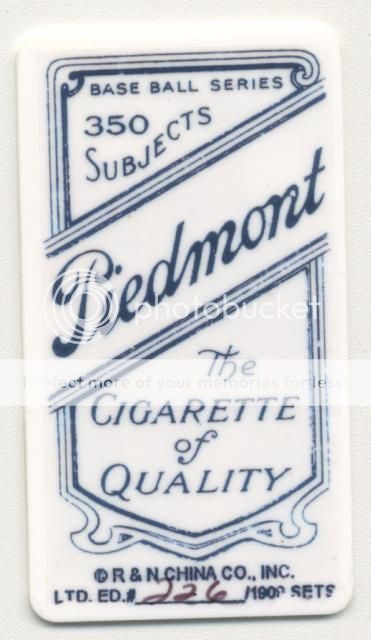 BASE BALL SERIES
350
SUBJECTS
Piedmont
photobucket
The
Protect more of your memories for less!
CIGARETTE
of
QUALITY
© R & N CHINA CO., INC.
LTD. ED.# 226 /1909 SETS